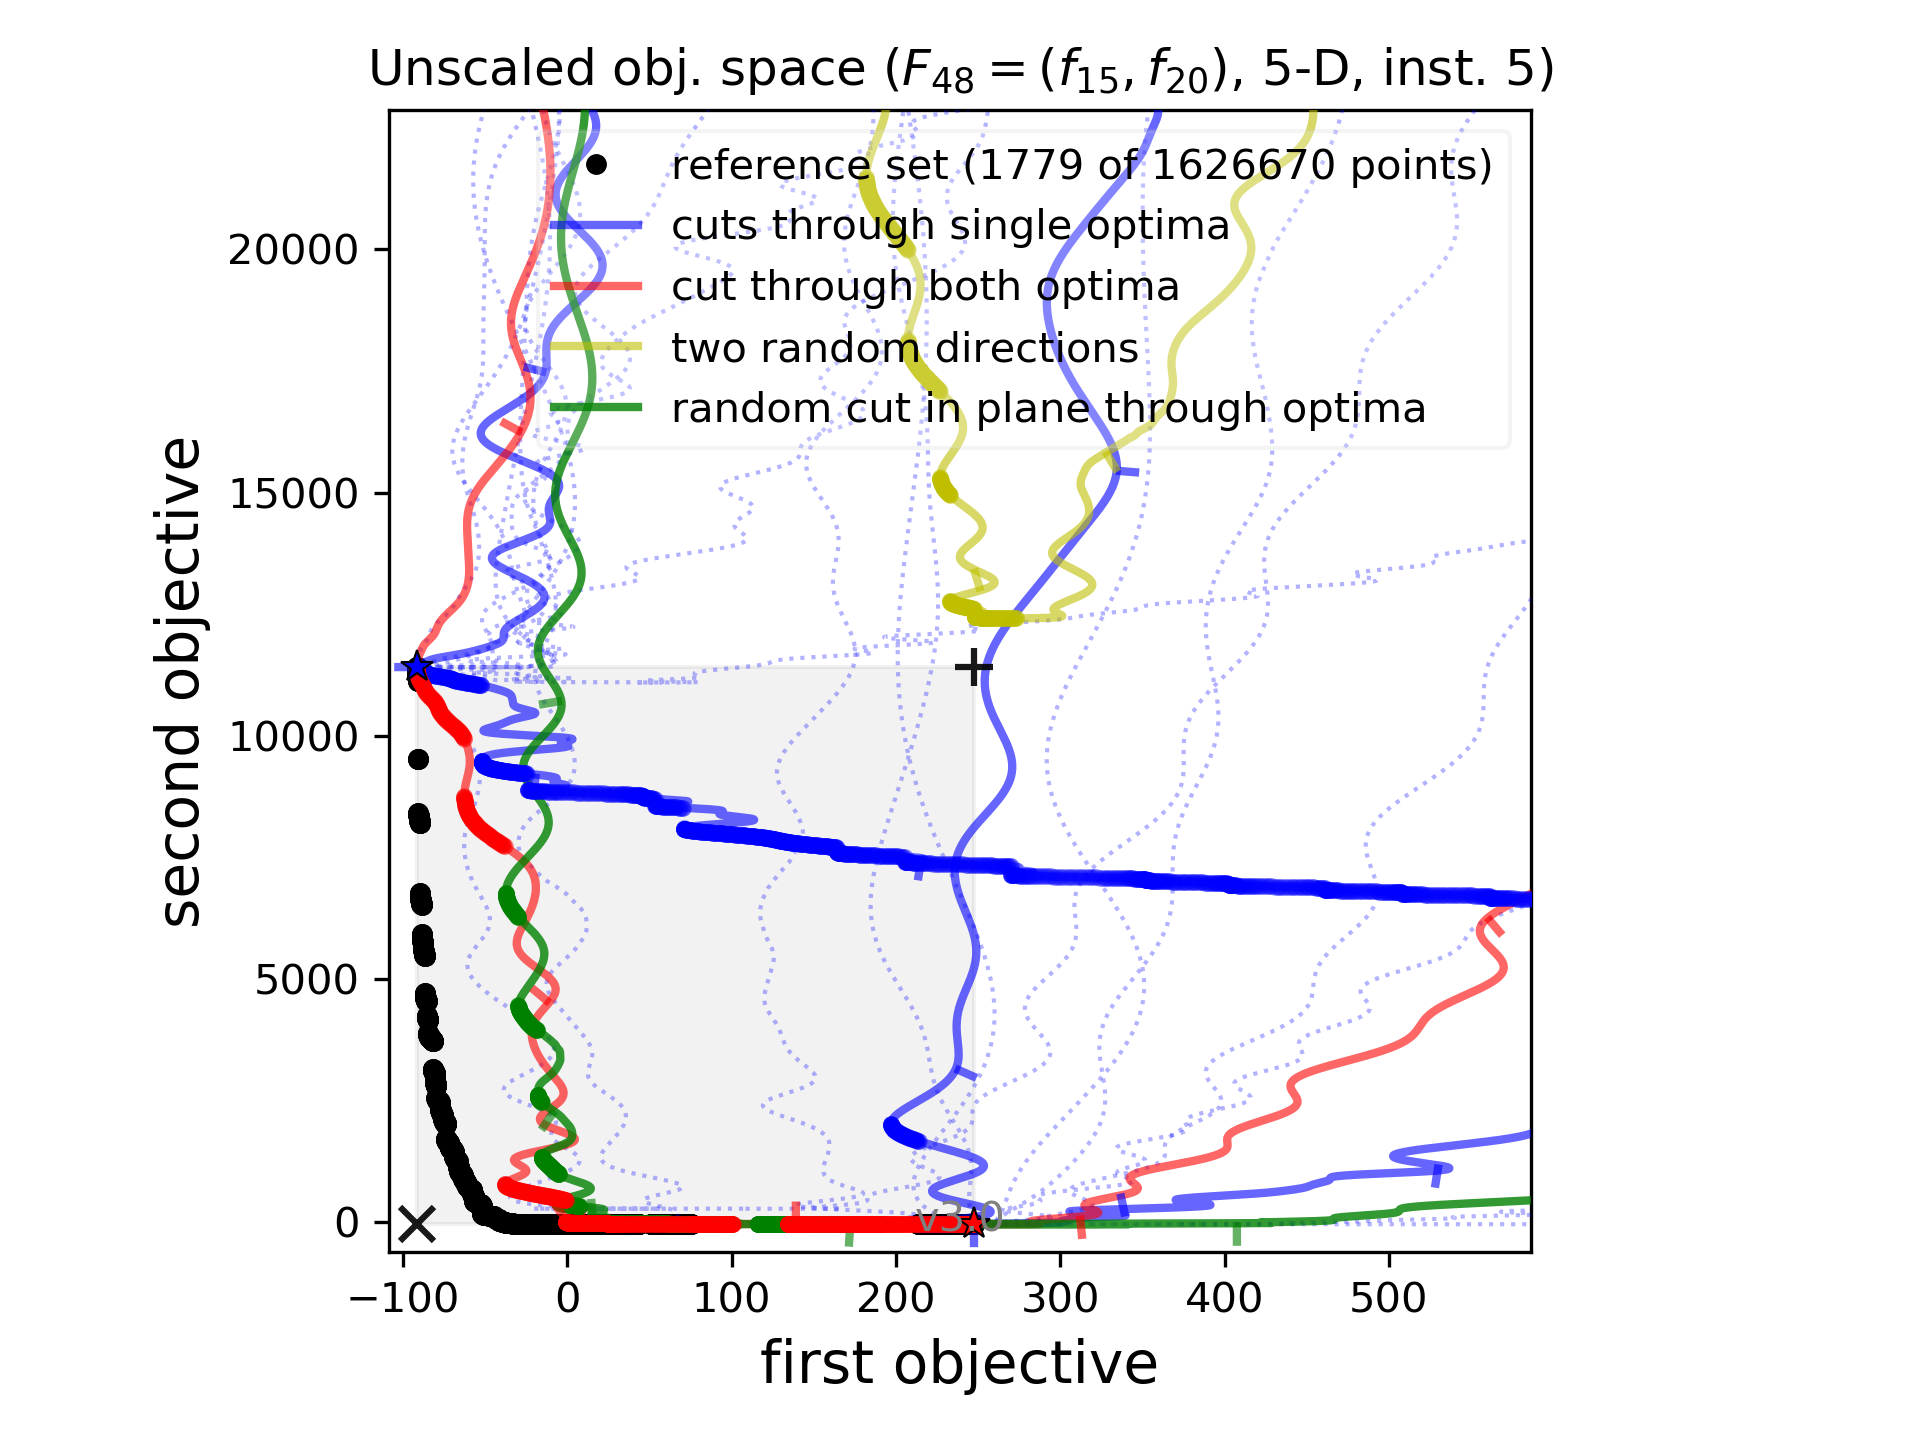 Unscaled obj. space (F₄₈ = (f₁₅, f₂₀), 5-D, inst. 5)
reference set (1779 of 1626670 points)
cuts through single optima
cut through both optima
two random directions
random cut in plane through optima
second objective
20000
15000
10000
5000
0
v3.0
−100 0 100 200 300 400 500
first objective